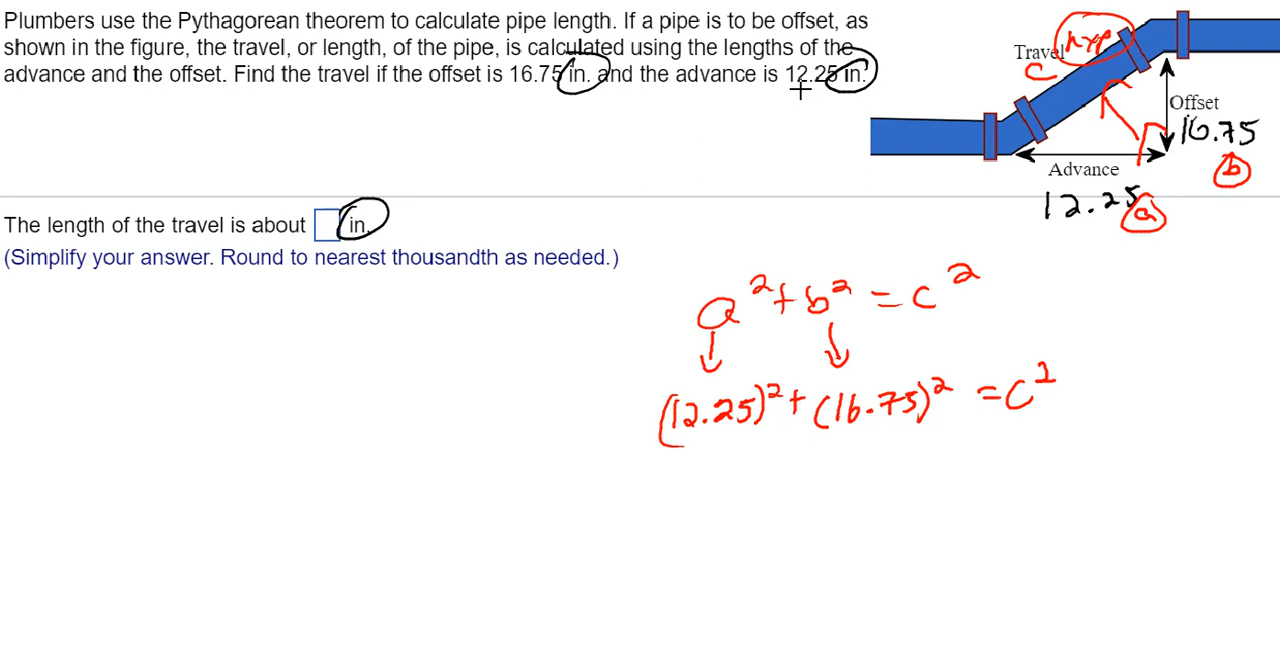 Plumbers use the Pythagorean theorem to calculate pipe length. If a pipe is to be offset, as
shown in the figure, the travel, or length, of the pipe, is calculated using the lengths of the
advance and the offset. Find the travel if the offset is 16.75 in. and the advance is 12.25 in.
Travel hyp
c
Offset
16.75
b
Advance
12.25 a
The length of the travel is about in.
(Simplify your answer. Round to nearest thousandth as needed.)
a² + b² = c²
(12.25)² + (16.75)² = c²